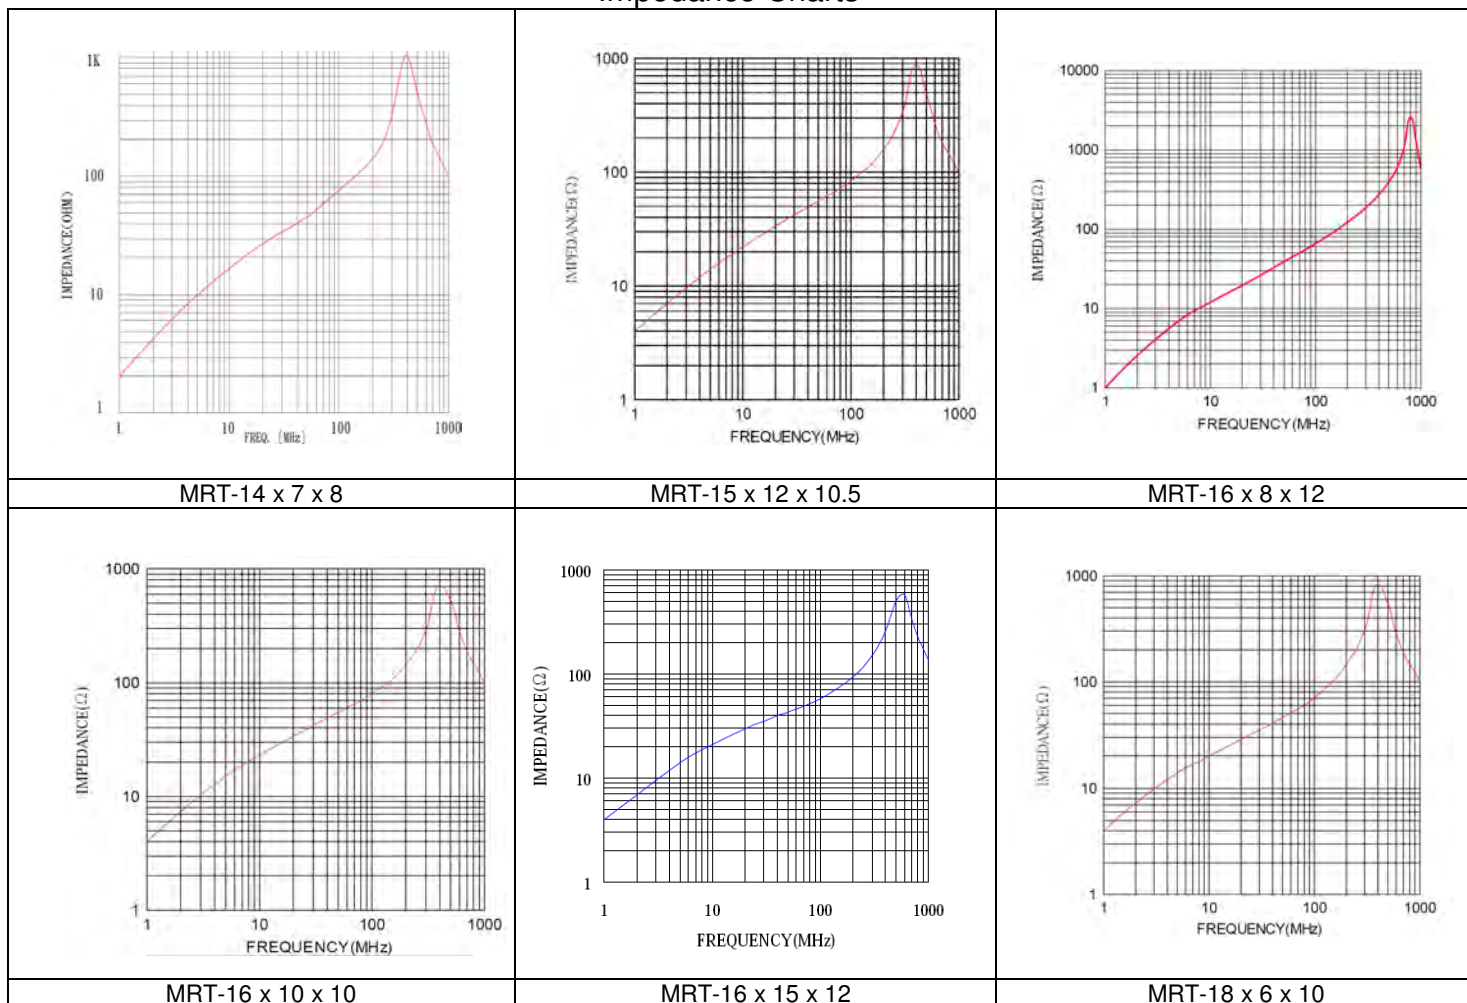 Impedance Charts
1K
100
10
1
IMPEDANCE(OHM)
1 10 100 1000
FREQ. [MHz]
1000
100
10
1
IMPEDANCE(Ω)
1 10 100 1000
FREQUENCY(MHz)
10000
1000
100
10
1
IMPEDANCE(Ω)
1 10 100 1000
FREQUENCY(MHz)
MRT-14 x 7 x 8
MRT-15 x 12 x 10.5
MRT-16 x 8 x 12
1000
100
10
1
IMPEDANCE(Ω)
1 10 100 1000
FREQUENCY(MHz)
1000
100
10
1
IMPEDANCE(Ω)
1 10 100 1000
FREQUENCY(MHz)
1000
100
10
1
IMPEDANCE(Ω)
1 10 100 1000
FREQUENCY(MHz)
MRT-16 x 10 x 10
MRT-16 x 15 x 12
MRT-18 x 6 x 10